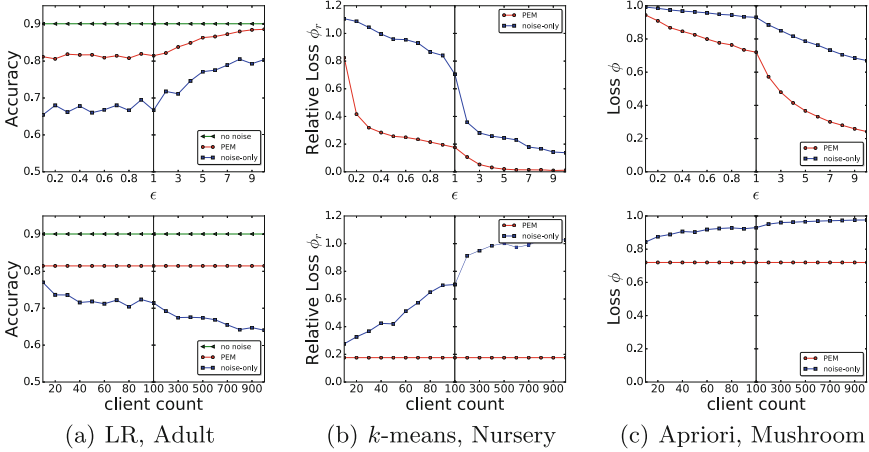 Accuracy
0.9
0.8
0.7
0.6
0.5
no noise
PEM
noise-only
0.2 0.4 0.6 0.8 1 3 5 7 9
ϵ
Relative Loss ϕr
1.2
1.0
0.8
0.6
0.4
0.2
0.0
PEM
noise-only
0.2 0.4 0.6 0.8 1 3 5 7 9
ϵ
Loss ϕ
1.0
0.8
0.6
0.4
0.2
0.0
PEM
noise-only
0.2 0.4 0.6 0.8 1 3 5 7 9
ϵ
Accuracy
0.9
0.8
0.7
0.6
0.5
no noise
PEM
noise-only
20 40 60 80 100 300 500 700 900
client count
Relative Loss ϕr
1.2
1.0
0.8
0.6
0.4
0.2
0.0
PEM
noise-only
20 40 60 80 100 300 500 700 900
client count
Loss ϕ
1.0
0.8
0.6
0.4
0.2
0.0
PEM
noise-only
20 40 60 80 100 300 500 700 900
client count
(a) LR, Adult
(b) k-means, Nursery
(c) Apriori, Mushroom